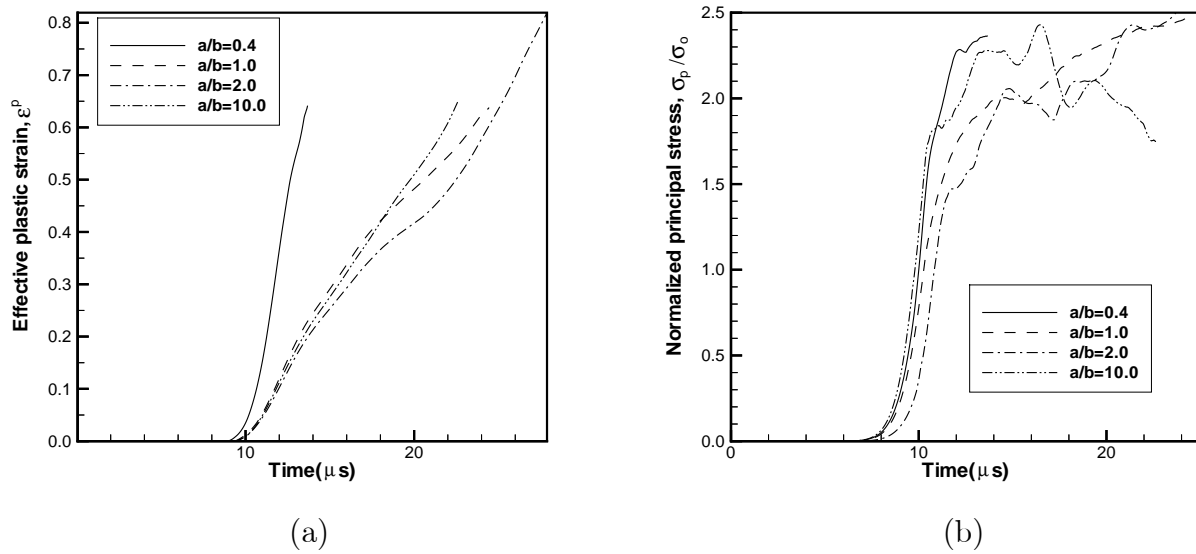 Effective plastic strain, εᵖ
0.8
0.7
0.6
0.5
0.4
0.3
0.2
0.1
0.0
a/b=0.4
a/b=1.0
a/b=2.0
a/b=10.0
10
20
Time(μs)
(a)
Normalized principal stress, σₚ/σₒ
2.5
2.0
1.5
1.0
0.5
0.0
a/b=0.4
a/b=1.0
a/b=2.0
a/b=10.0
0
10
20
Time(μs)
(b)